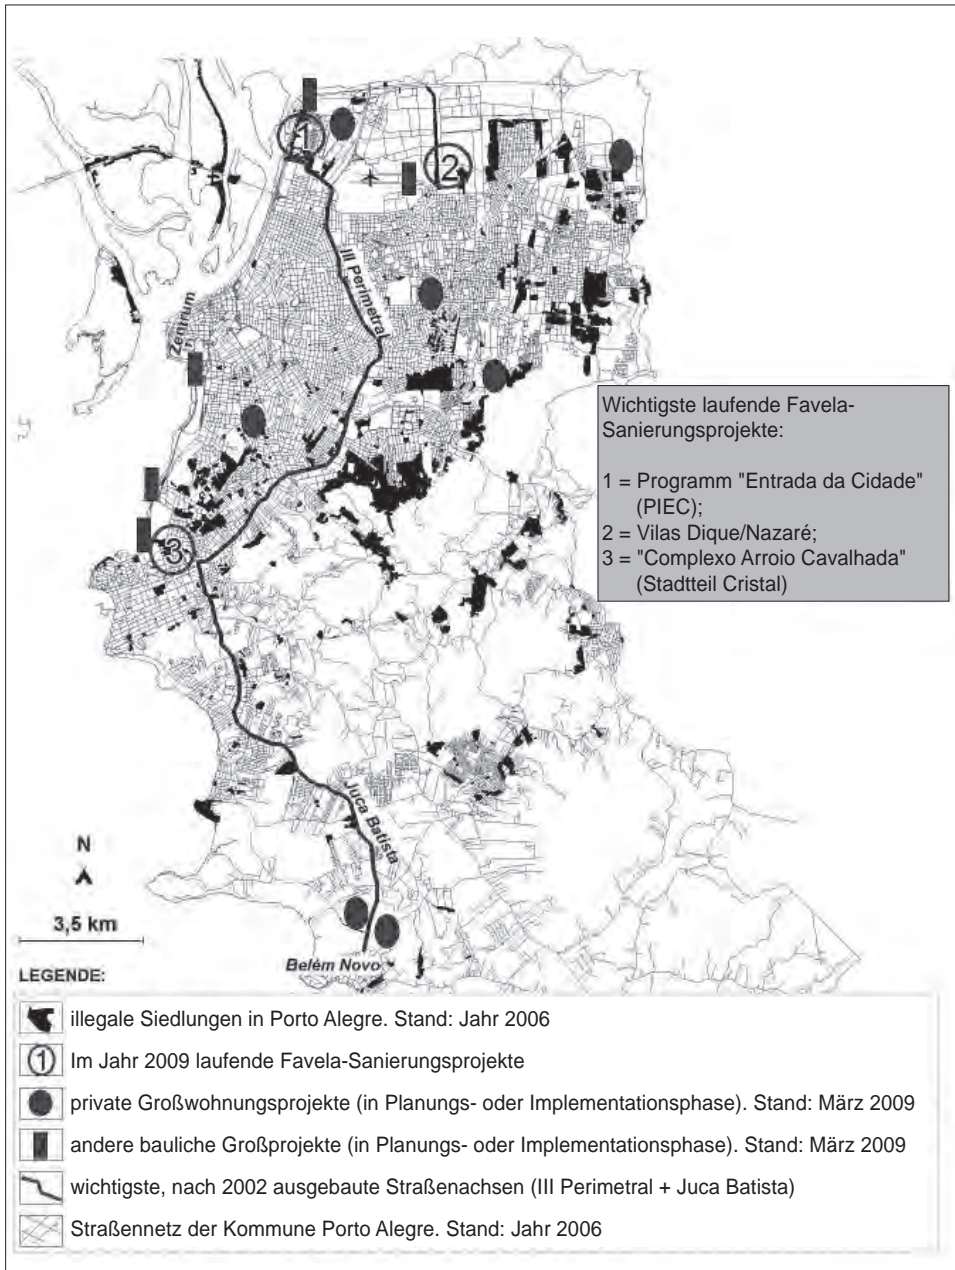 1
2
III Perimetral
Zentrum
Wichtigste laufende Favela-
Sanierungsprojekte:
1 = Programm "Entrada da Cidade"
(PIEC);
2 = Vilas Dique/Nazaré;
3 = "Complexo Arroio Cavalhada"
(Stadtteil Cristal)
3
Juca Batista
N
3,5 km
Belém Novo
LEGENDE:
illegale Siedlungen in Porto Alegre. Stand: Jahr 2006
1 Im Jahr 2009 laufende Favela-Sanierungsprojekte
private Großwohnungsprojekte (in Planungs- oder Implementationsphase). Stand: März 2009
andere bauliche Großprojekte (in Planungs- oder Implementationsphase). Stand: März 2009
wichtigste, nach 2002 ausgebaute Straßenachsen (III Perimetral + Juca Batista)
Straßennetz der Kommune Porto Alegre. Stand: Jahr 2006